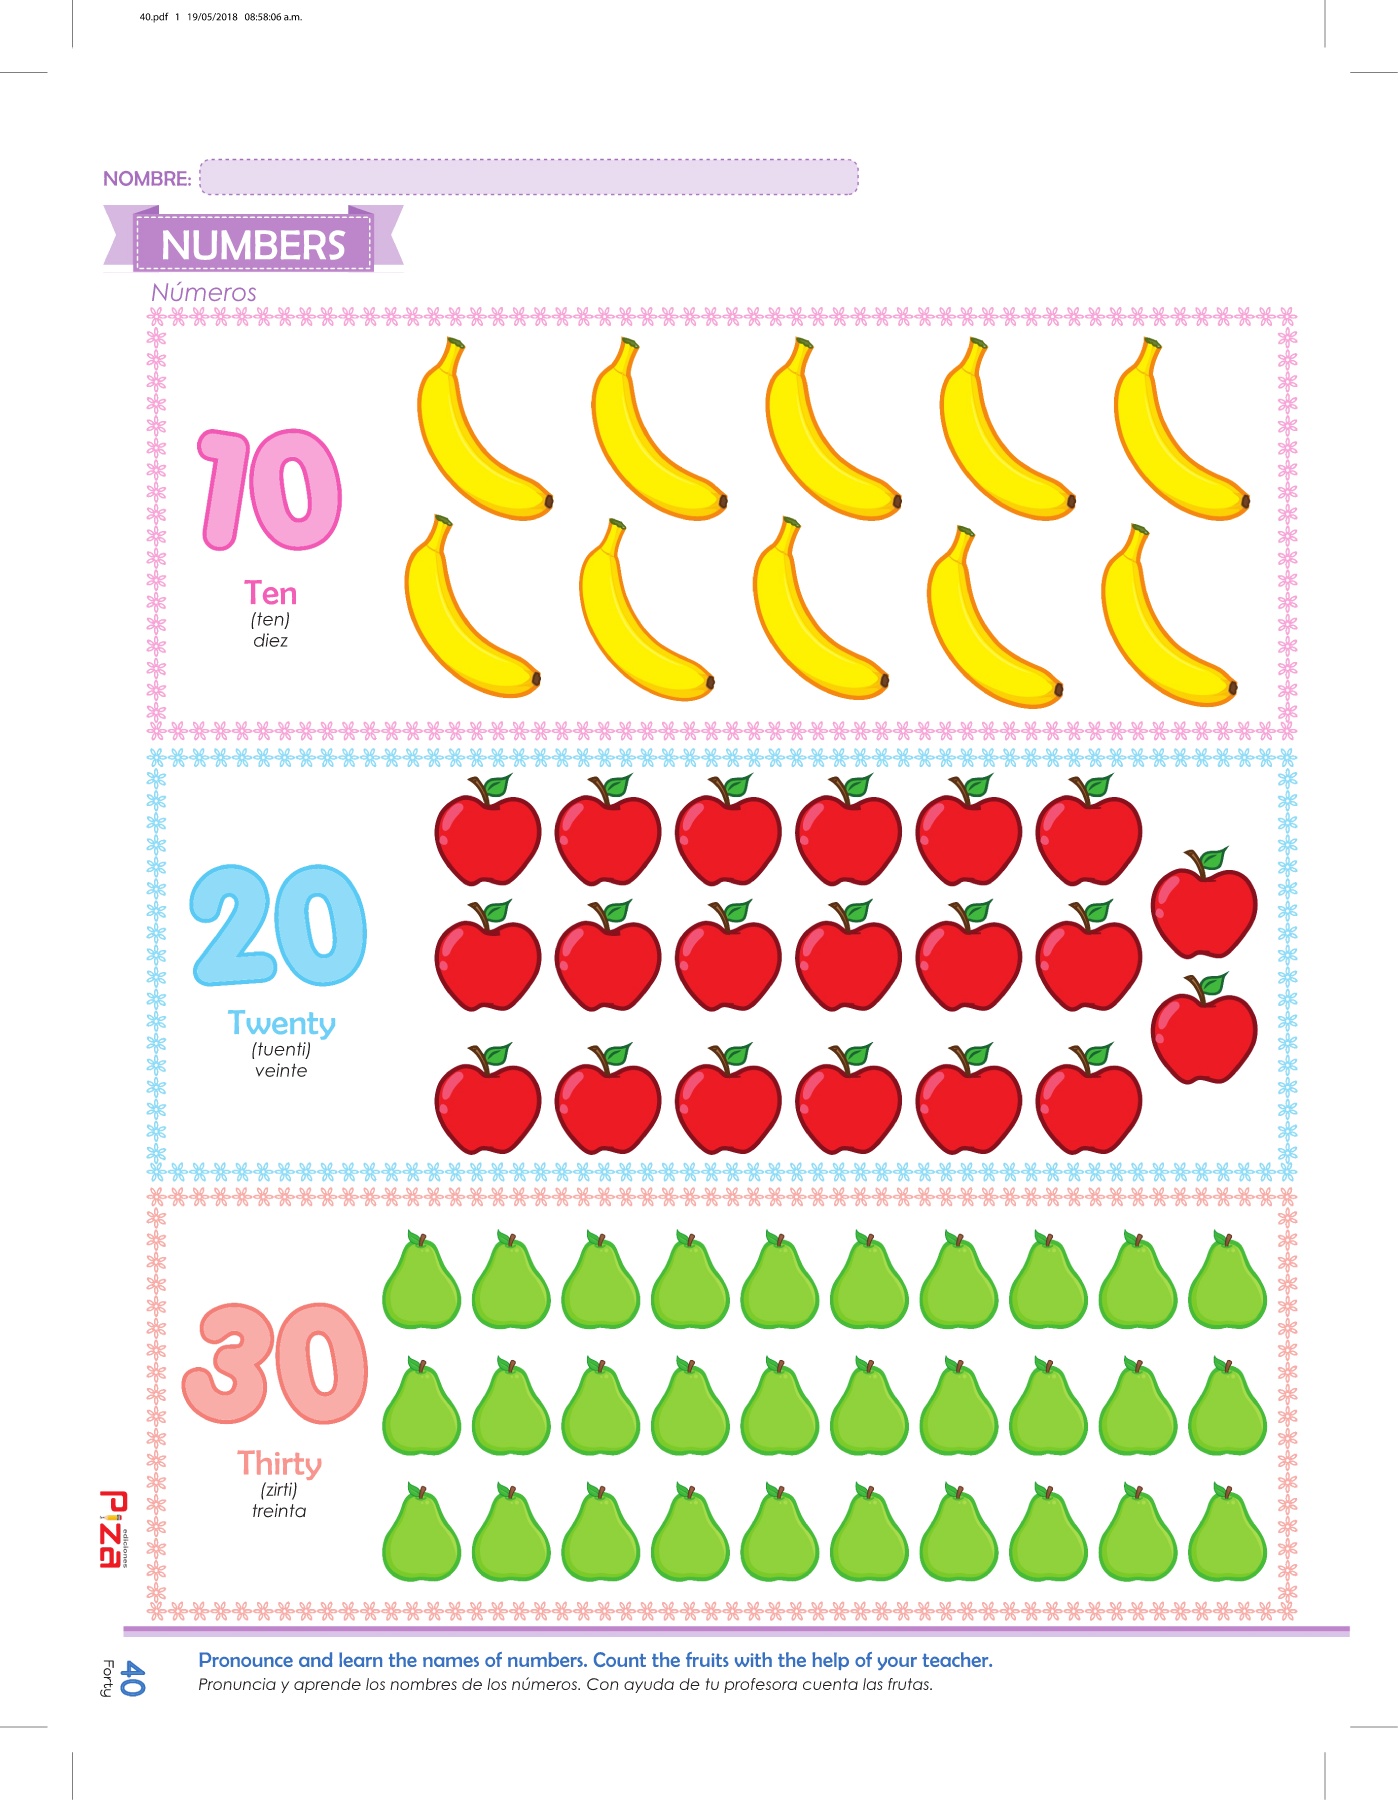 40.pdf 1 19/05/2018 08:58:06 a.m.
NOMBRE:
NUMBERS
Números
10
Ten
(ten)
diez
20
Twenty
(tuenti)
veinte
30
Thirty
(zirti)
treinta
Piza
ediciones
40
Forty
Pronounce and learn the names of numbers. Count the fruits with the help of your teacher.
Pronuncia y aprende los nombres de los números. Con ayuda de tu profesora cuenta las frutas.